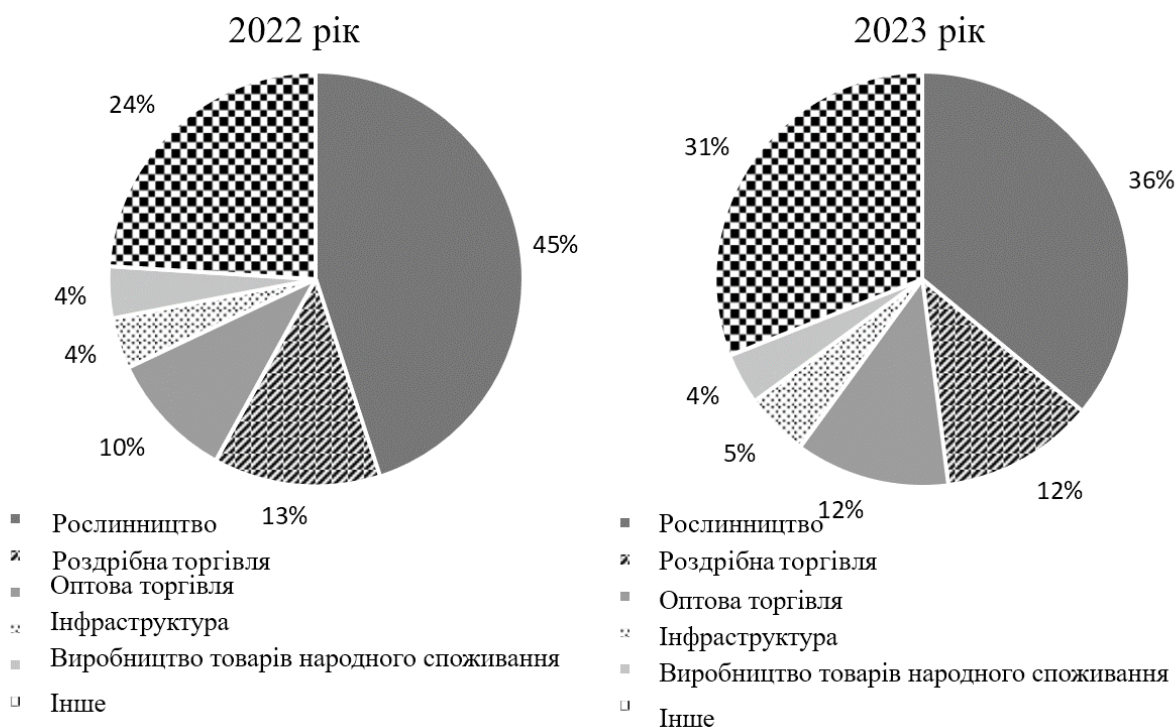 2022 рік
24%
45%
4%
4%
10%
13%
Рослинництво
Роздрібна торгівля
Оптова торгівля
Інфраструктура
Виробництво товарів народного споживання
Інше
2023 рік
31%
36%
4%
5%
12%
12%
Рослинництво
Роздрібна торгівля
Оптова торгівля
Інфраструктура
Виробництво товарів народного споживання
Інше